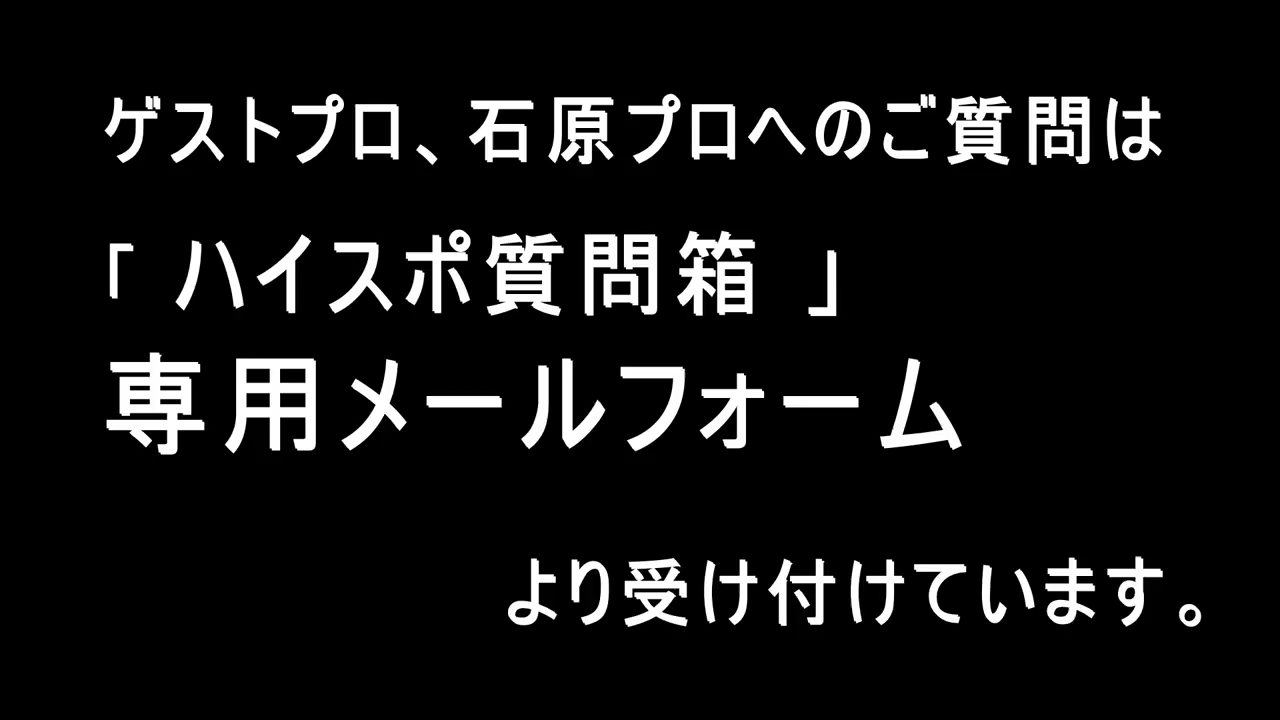 ゲストプロ、石原プロへのご質問は
「 ハイスポ質問箱 」
専用メールフォーム
より受け付けています。